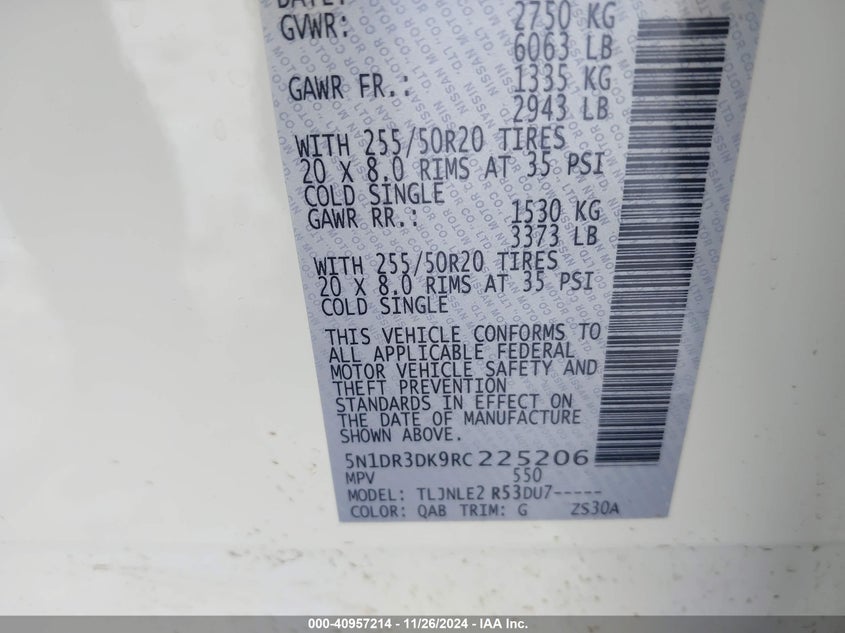 DATE:
GVWR: 2750 KG
6063 LB
GAWR FR.: 1335 KG
2943 LB
WITH 255/50R20 TIRES
20 X 8.0 RIMS AT 35 PSI
COLD SINGLE
GAWR RR.: 1530 KG
3373 LB
WITH 255/50R20 TIRES
20 X 8.0 RIMS AT 35 PSI
COLD SINGLE
THIS VEHICLE CONFORMS TO
ALL APPLICABLE FEDERAL
MOTOR VEHICLE SAFETY AND
THEFT PREVENTION
STANDARDS IN EFFECT ON
THE DATE OF MANUFACTURE
SHOWN ABOVE.
5N1DR3DK9RC225206
MPV 550
MODEL: TLJNLE2 R53DU7-----
COLOR: QAB TRIM: G ZS30A
000-40957214 - 11/26/2024 - IAA Inc.